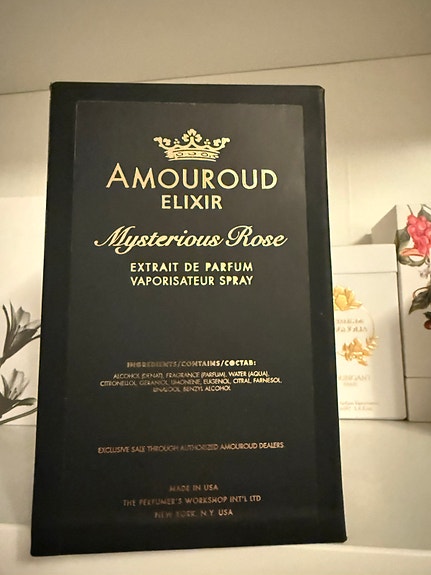 AMOUROUD
ELIXIR
Mysterious Rose
EXTRAIT DE PARFUM
VAPORISATEUR SPRAY
INGREDIENTS/CONTAINS/СОСТАВ:
ALCOHOL (DENAT), FRAGRANCE (PARFUM), WATER (AQUA),
CITRONELLOL, GERANIOL, LIMONENE, EUGENOL, CITRAL, FARNESOL,
LINALOOL, BENZYL ALCOHOL
EXCLUSIVE SALE THROUGH AUTHORIZED AMOUROUD DEALERS.
MADE IN USA
THE PERFUMER'S WORKSHOP INT'L LTD
NEW YORK, N.Y. USA